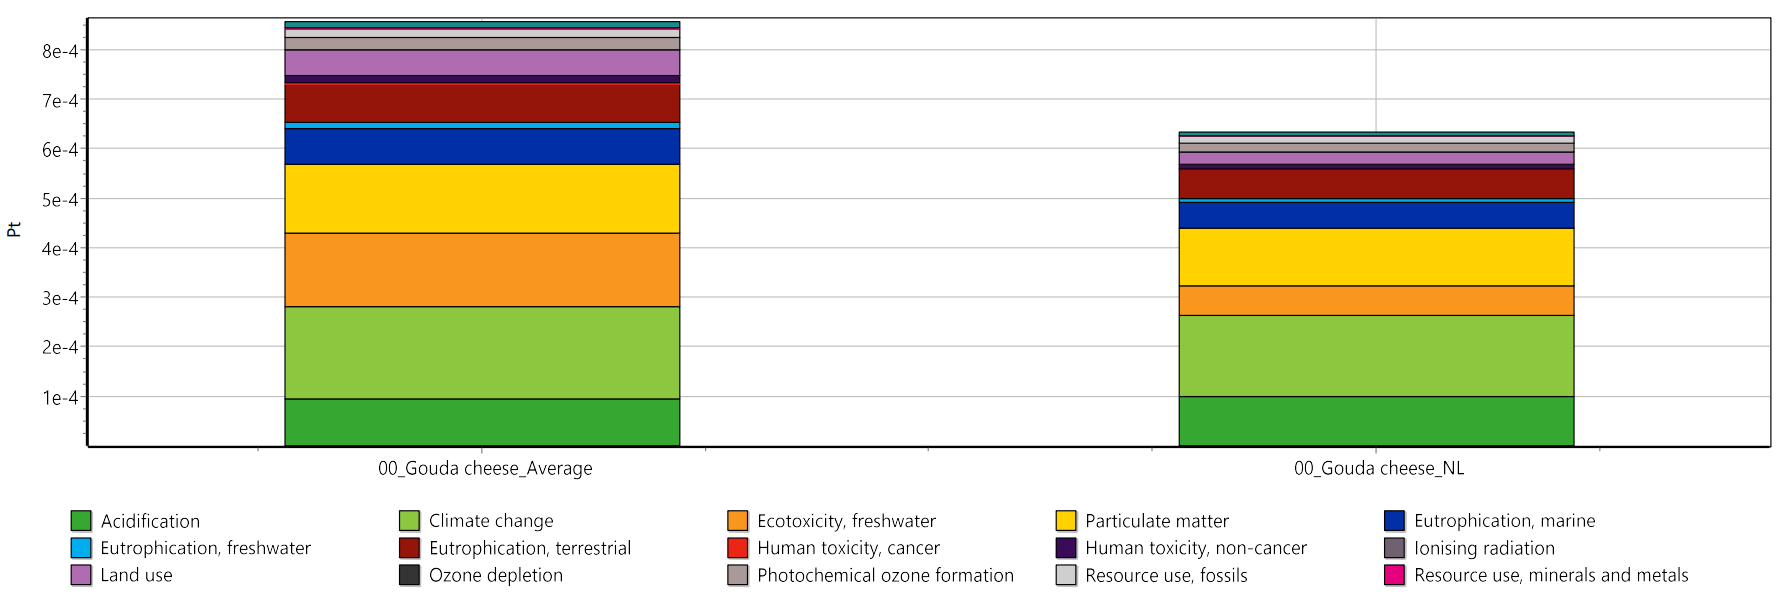 8e-4
7e-4
6e-4
5e-4
4e-4
3e-4
2e-4
1e-4
Pt
00_Gouda cheese_Average 00_Gouda cheese_NL
Acidification Climate change Ecotoxicity, freshwater Particulate matter Eutrophication, marine
Eutrophication, freshwater Eutrophication, terrestrial Human toxicity, cancer Human toxicity, non-cancer Ionising radiation
Land use Ozone depletion Photochemical ozone formation Resource use, fossils Resource use, minerals and metals